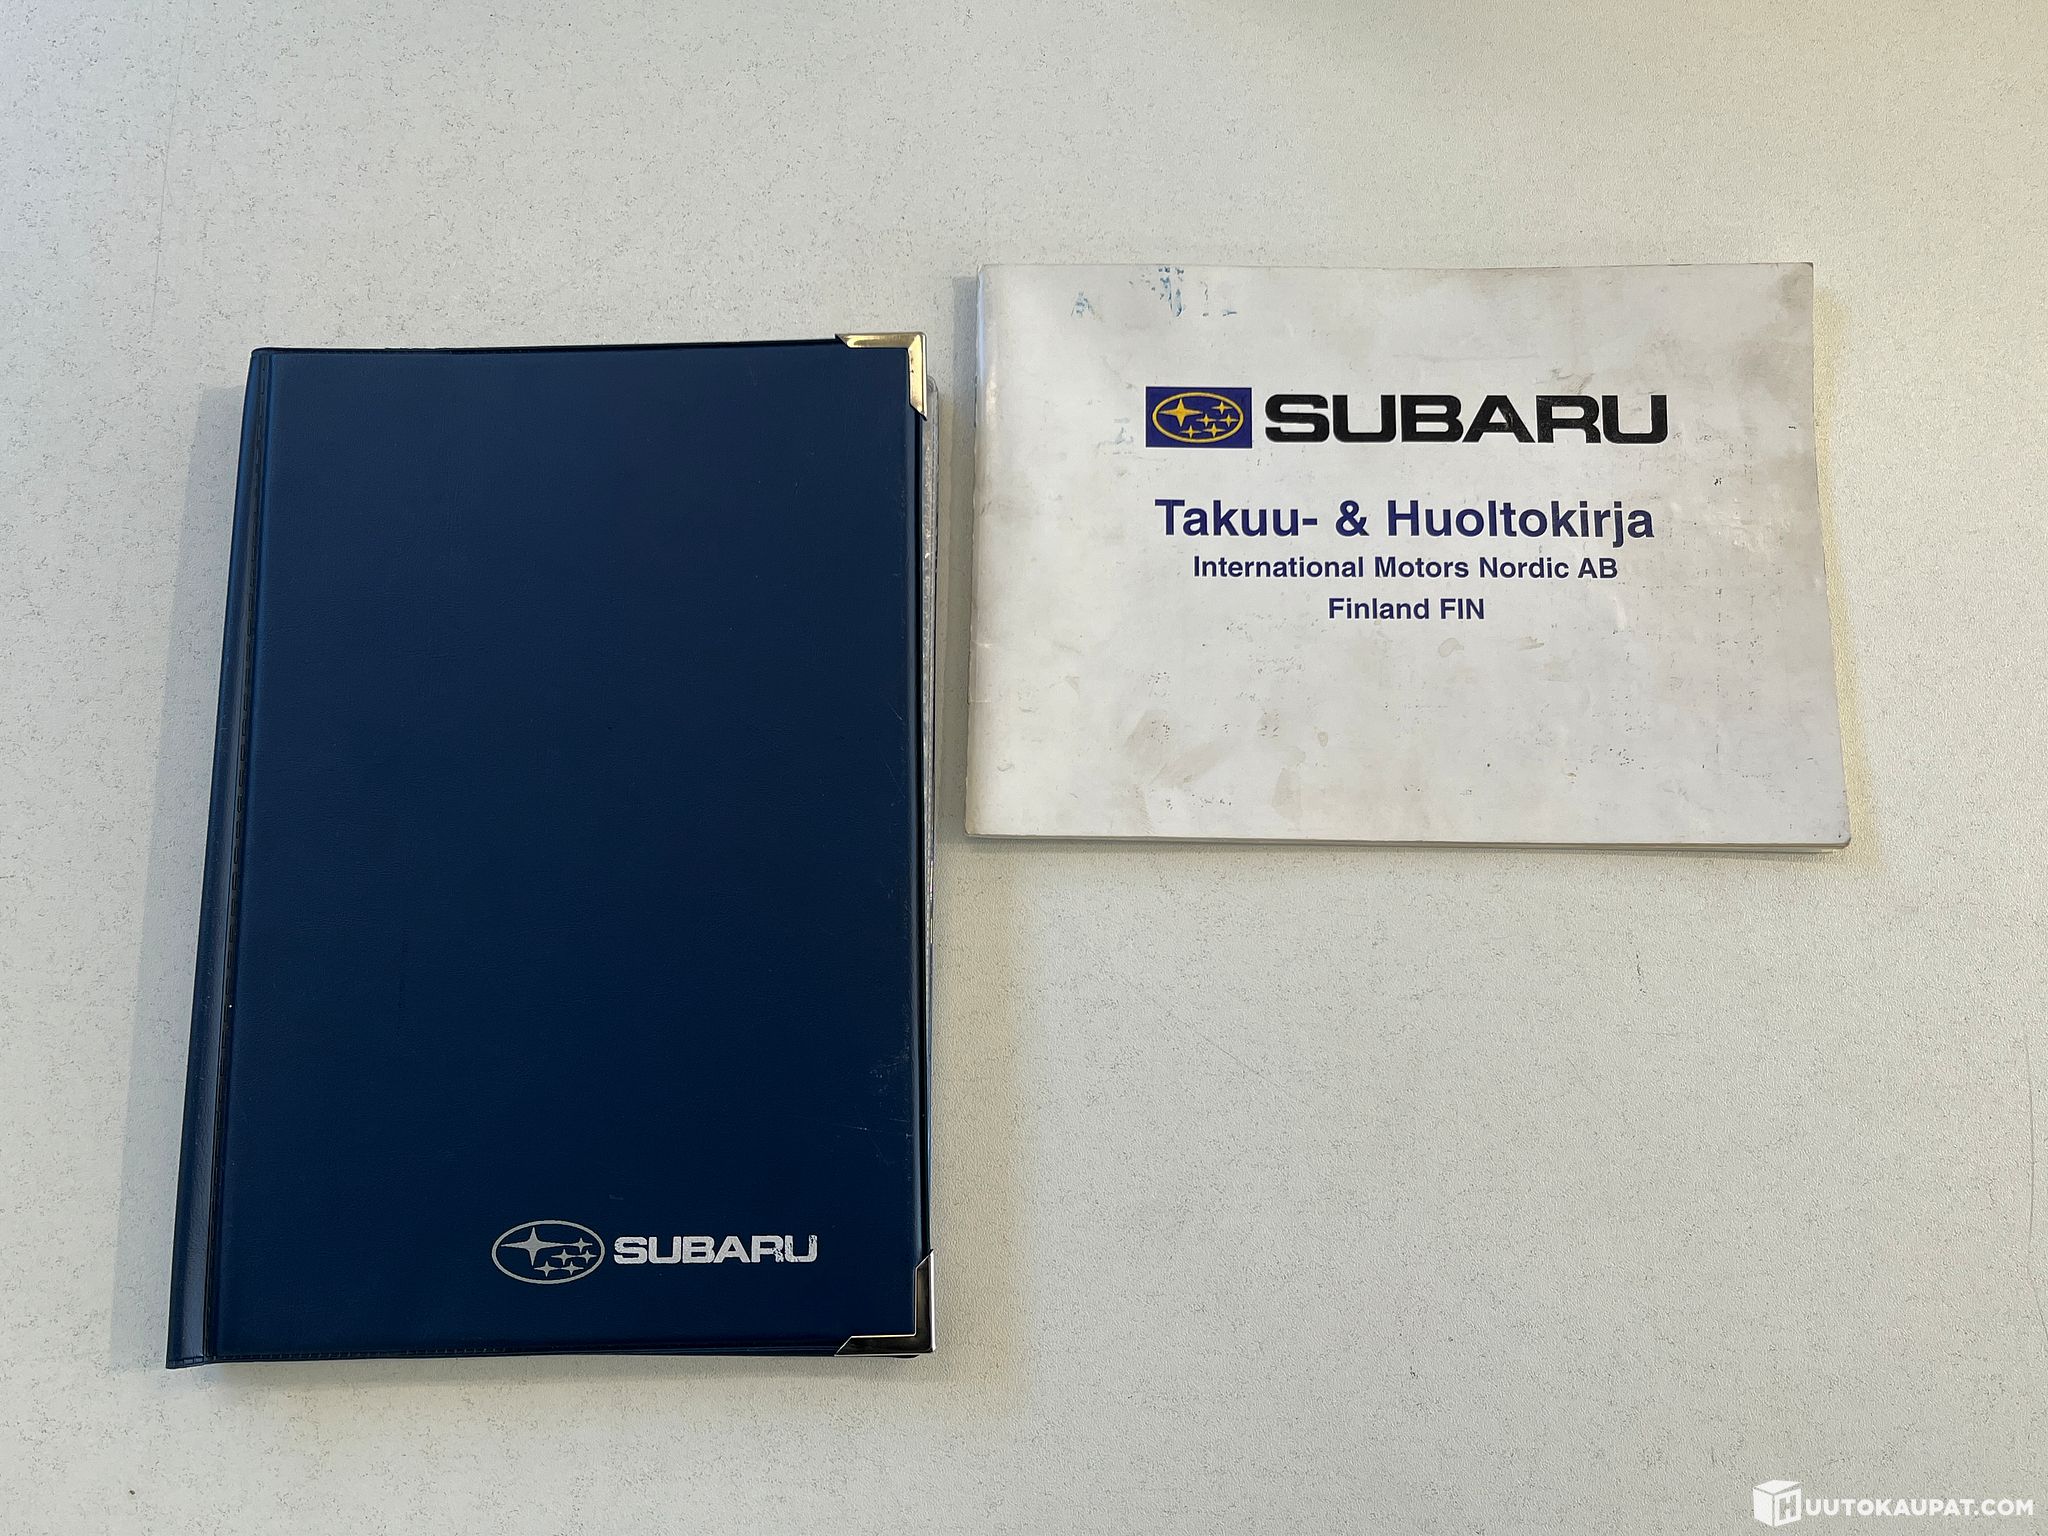 SUBARU
SUBARU
Takuu- & Huoltokirja
International Motors Nordic AB
Finland FIN
HUUTOKAUPAT.COM